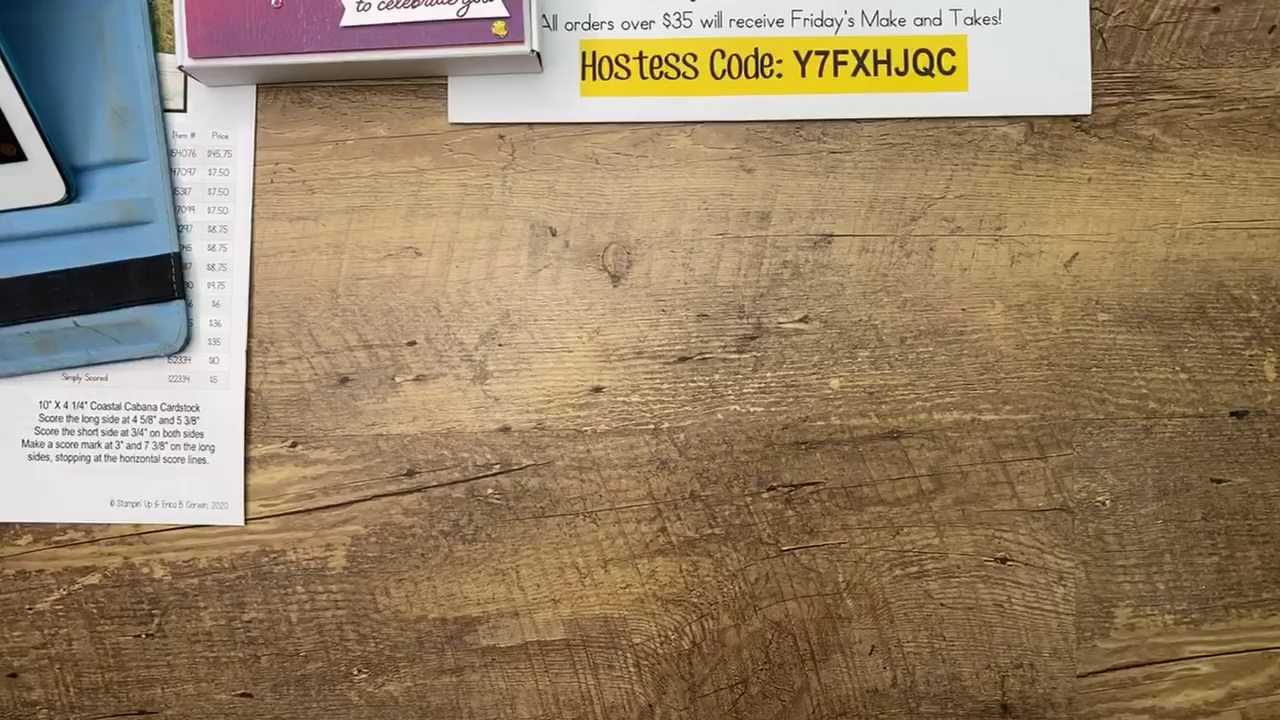 to celebrate you
All orders over $35 will receive Friday's Make and Takes!
Hostess Code: Y7FXHJQC
Item # Price
$45.75
47097 $7.50
$7.50
$7.50
$8.75
$8.75
$8.75
$9.75
$6
$36
$35
152334 $10
Simply Scored 122334 $5
10" X 4 1/4" Coastal Cabana Cardstock
Score the long side at 4 5/8" and 5 3/8"
Score the short side at 3/4" on both sides
Make a score mark at 3" and 7 3/8" on the long
sides, stopping at the horizontal score lines.
© Stampin' Up & Erica B Cerwin, 2020